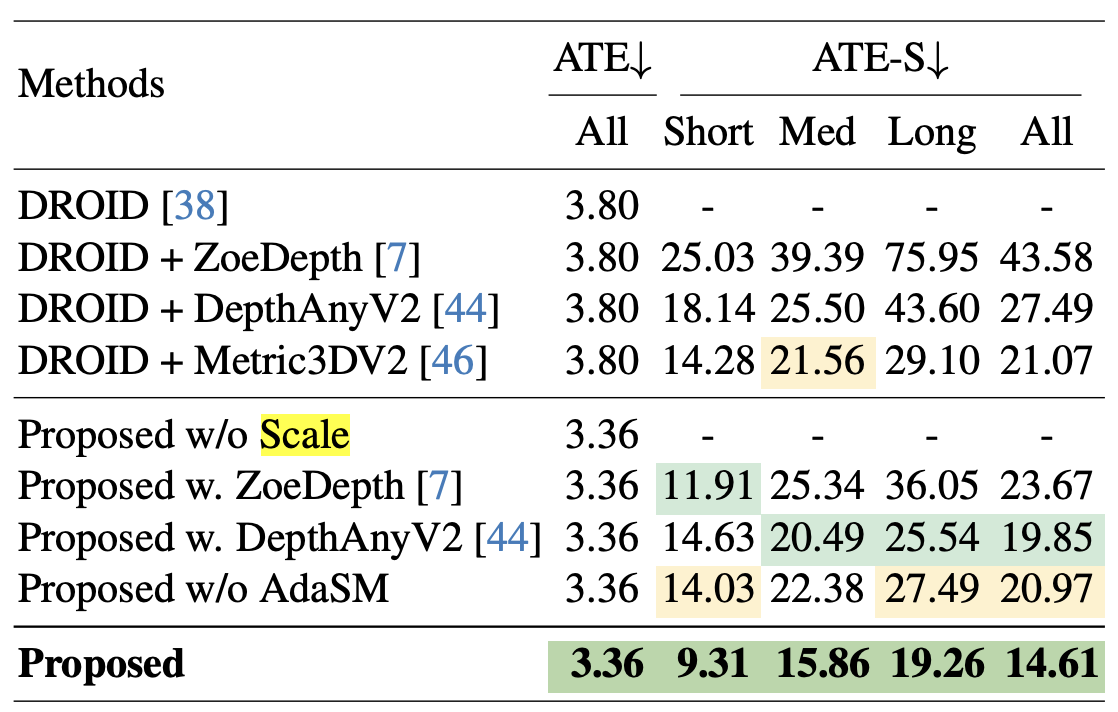 Methods ATE↓ ATE-S↓
All Short Med Long All
DROID [38] 3.80 - - - -
DROID + ZoeDepth [7] 3.80 25.03 39.39 75.95 43.58
DROID + DepthAnyV2 [44] 3.80 18.14 25.50 43.60 27.49
DROID + Metric3DV2 [46] 3.80 14.28 21.56 29.10 21.07
Proposed w/o Scale 3.36 - - - -
Proposed w. ZoeDepth [7] 3.36 11.91 25.34 36.05 23.67
Proposed w. DepthAnyV2 [44] 3.36 14.63 20.49 25.54 19.85
Proposed w/o AdaSM 3.36 14.03 22.38 27.49 20.97
Proposed 3.36 9.31 15.86 19.26 14.61